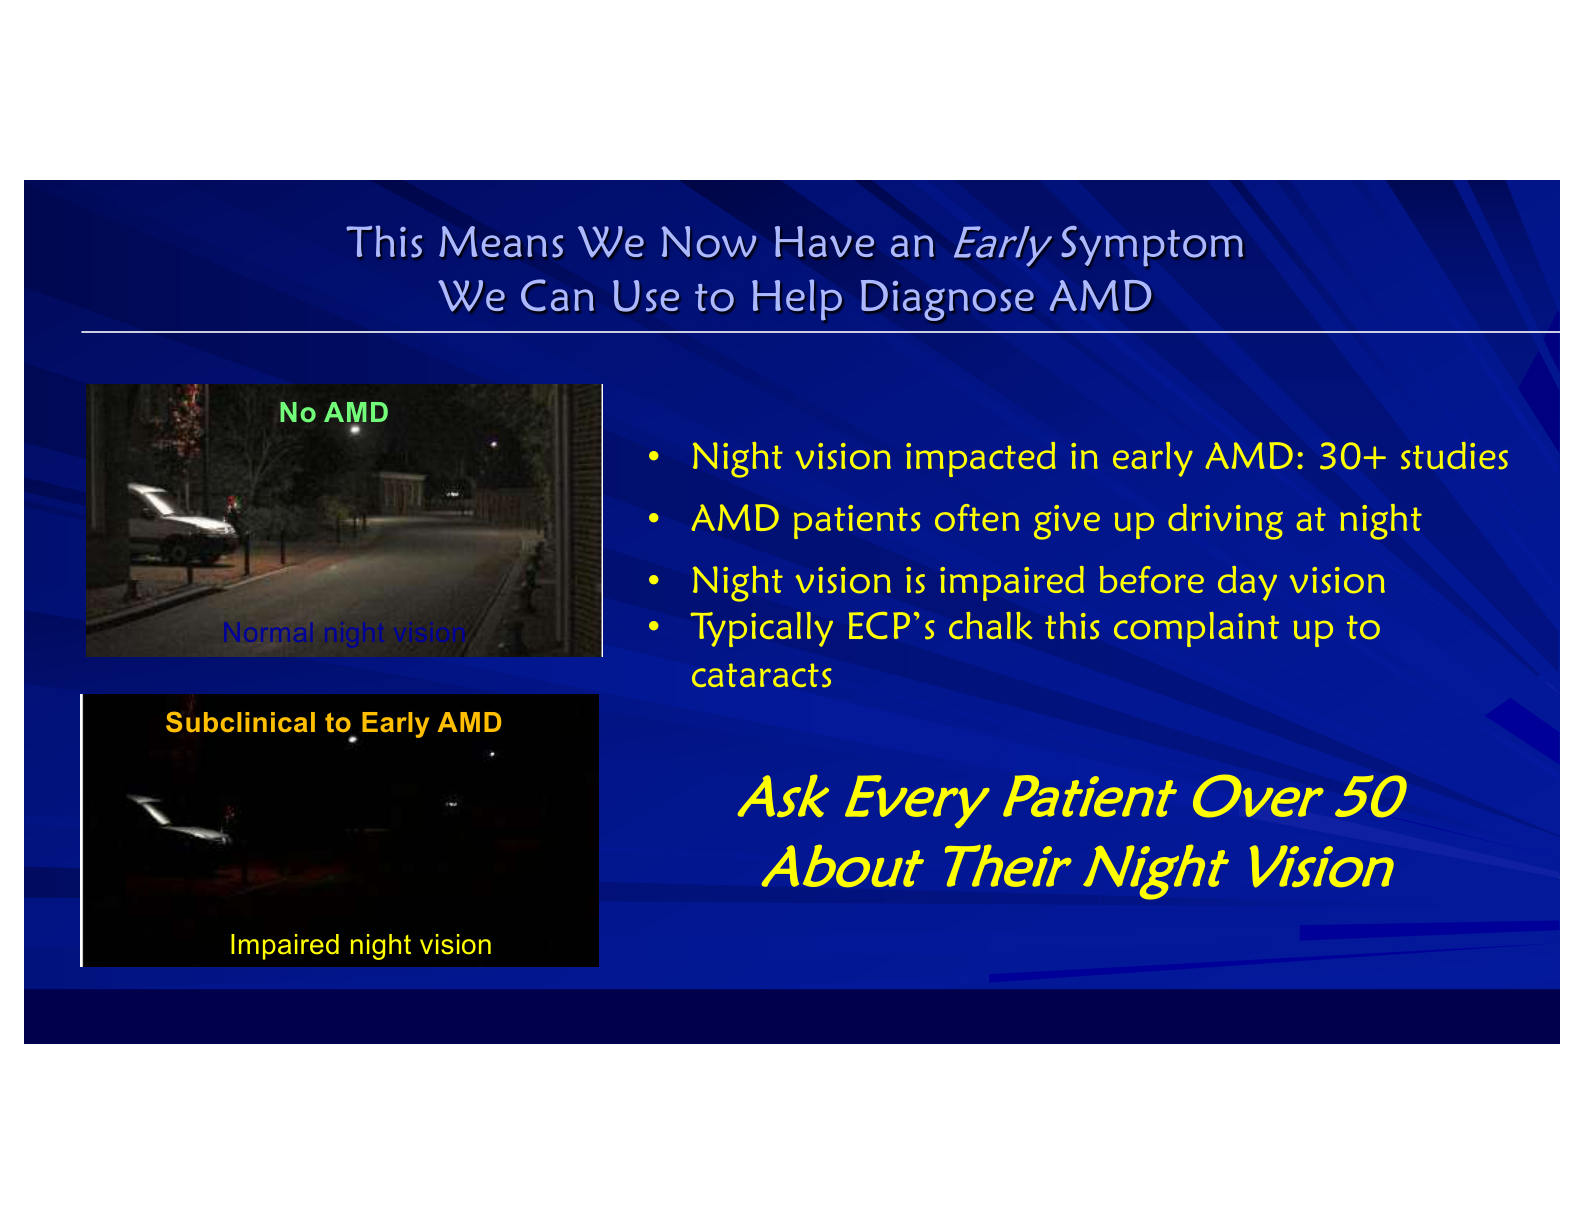 This Means We Now Have an Early Symptom
We Can Use to Help Diagnose AMD
No AMD
Normal night vision
Subclinical to Early AMD
Impaired night vision
• Night vision impacted in early AMD: 30+ studies
• AMD patients often give up driving at night
• Night vision is impaired before day vision
• Typically ECP’s chalk this complaint up to
cataracts
Ask Every Patient Over 50
About Their Night Vision